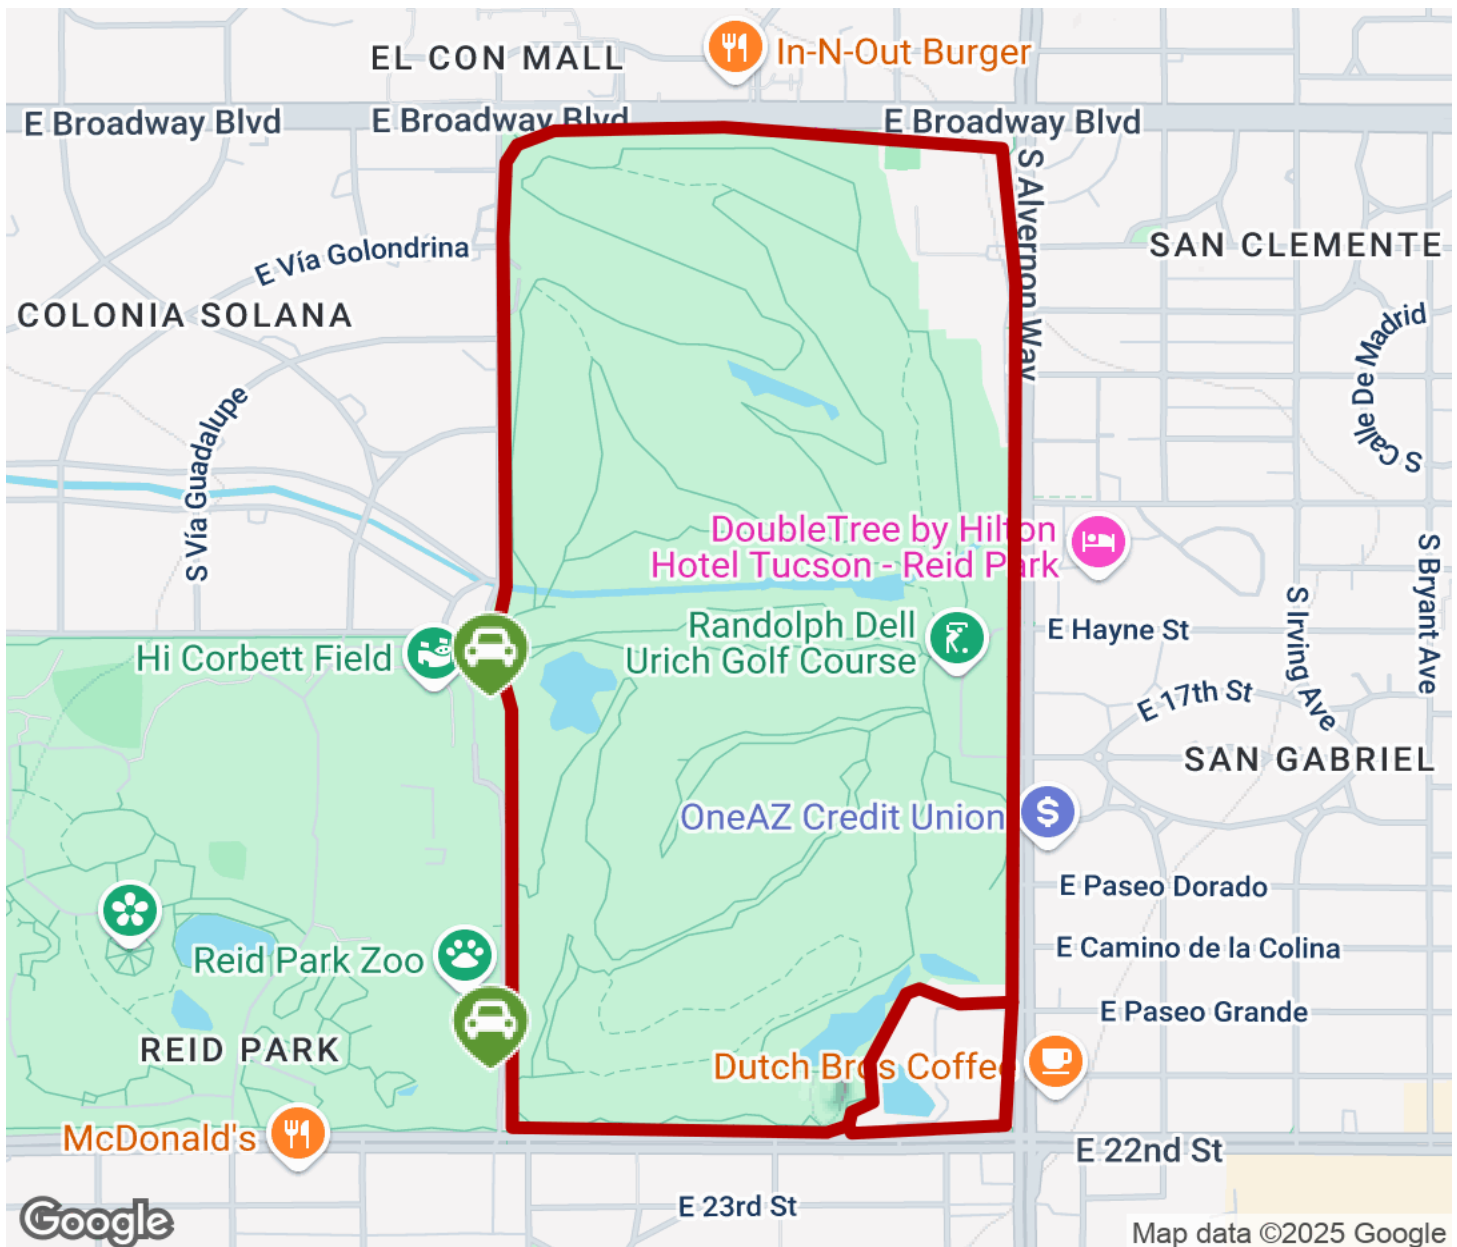 EL CON MALL
In-N-Out Burger
E Broadway Blvd
E Broadway Blvd
E Broadway Blvd
S Alvernon Way
E Vía Golondrina
SAN CLEMENTE
COLONIA SOLANA
S Calle De Madrid
S Vía Guadalupe
DoubleTree by Hilton
Hotel Tucson - Reid Park
S Bryant Ave
S Irving Ave
Randolph Dell
Urich Golf Course
E Hayne St
Hi Corbett Field
E 17th St
SAN GABRIEL
OneAZ Credit Union
E Paseo Dorado
E Camino de la Colina
Reid Park Zoo
E Paseo Grande
REID PARK
Dutch Bros Coffee
McDonald's
E 22nd St
E 23rd St
Google
Map data ©2025 Google